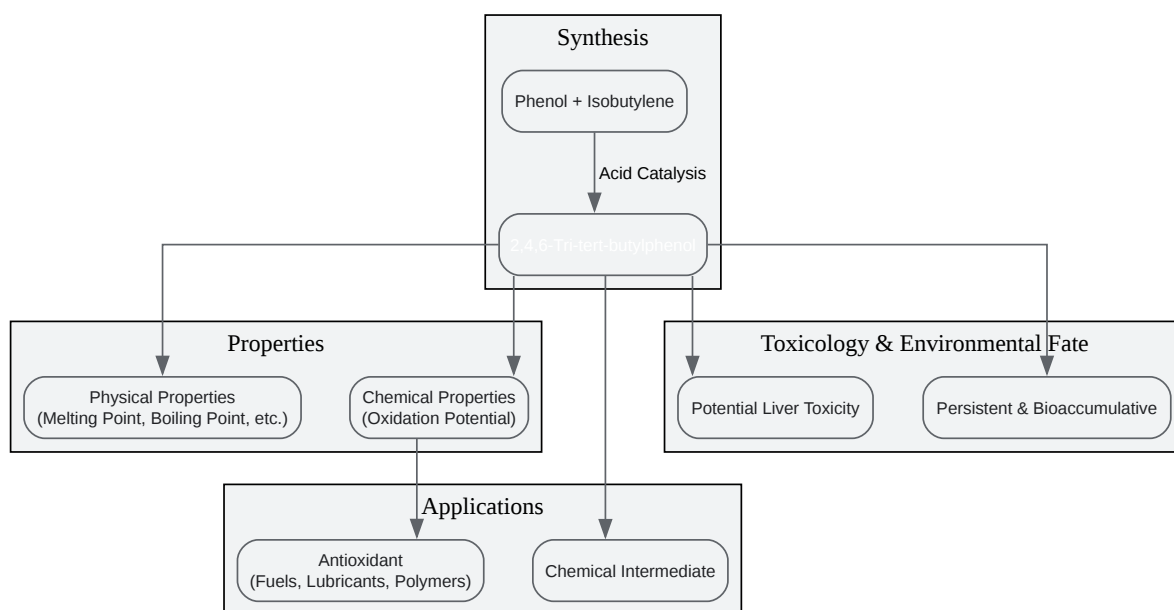 Synthesis
Phenol + Isobutylene
Acid Catalysis
2,4,6-Tri-tert-butylphenol
Properties
Physical Properties
(Melting Point, Boiling Point, etc.)
Chemical Properties
(Oxidation Potential)
Toxicology & Environmental Fate
Potential Liver Toxicity
Persistent & Bioaccumulative
Applications
Antioxidant
(Fuels, Lubricants, Polymers)
Chemical Intermediate